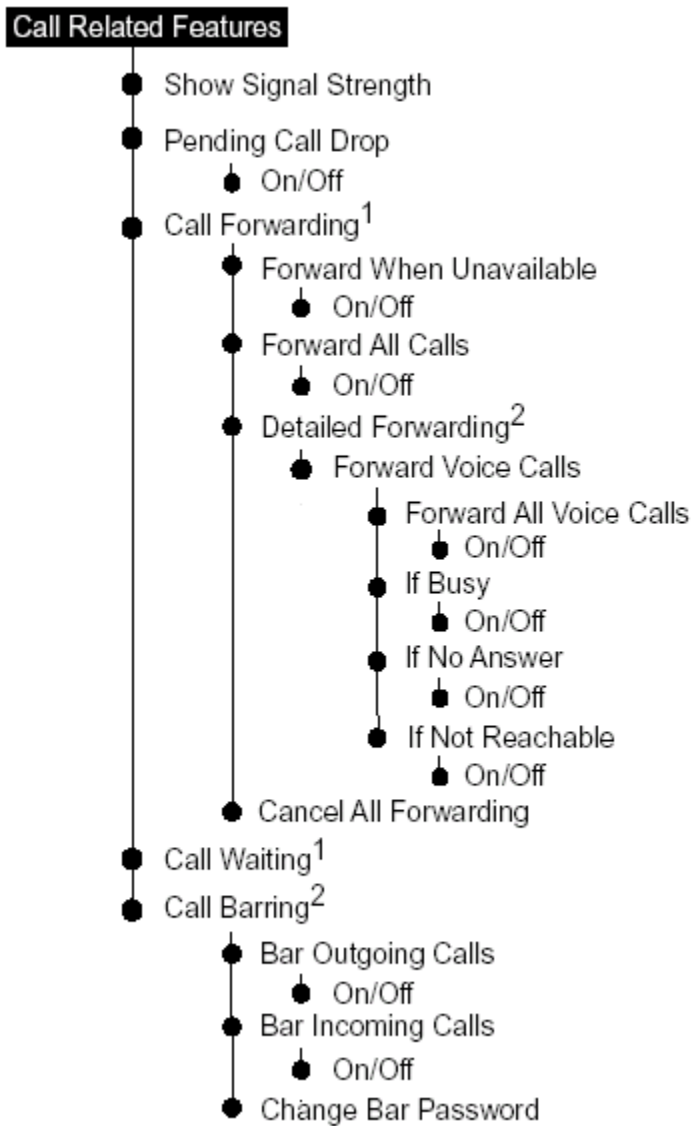 Call Related Features
Show Signal Strength
Pending Call Drop
On/Off
Call Forwarding1
Forward When Unavailable
On/Off
Forward All Calls
On/Off
Detailed Forwarding2
Forward Voice Calls
Forward All Voice Calls
On/Off
If Busy
On/Off
If No Answer
On/Off
If Not Reachable
On/Off
Cancel All Forwarding
Call Waiting1
Call Barring2
Bar Outgoing Calls
On/Off
Bar Incoming Calls
On/Off
Change Bar Password